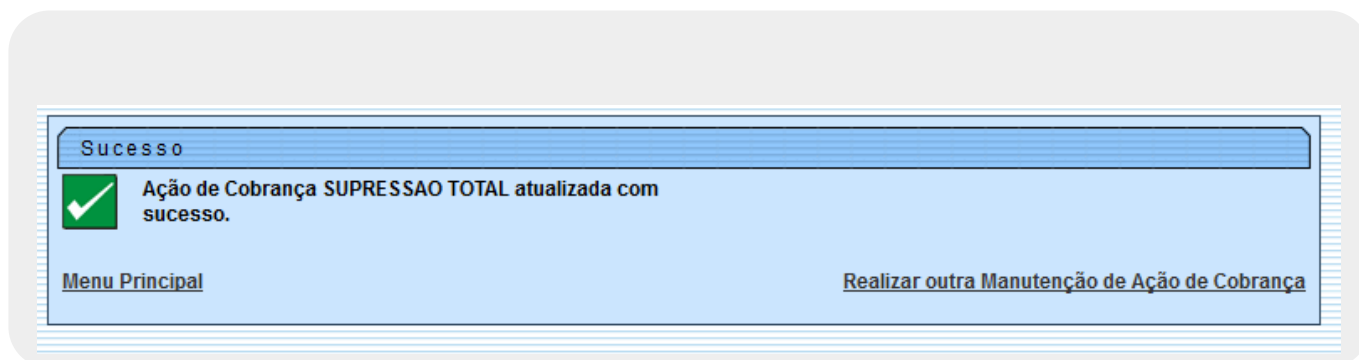 Sucesso
Ação de Cobrança SUPRESSAO TOTAL atualizada com
sucesso.
Menu Principal
Realizar outra Manutenção de Ação de Cobrança